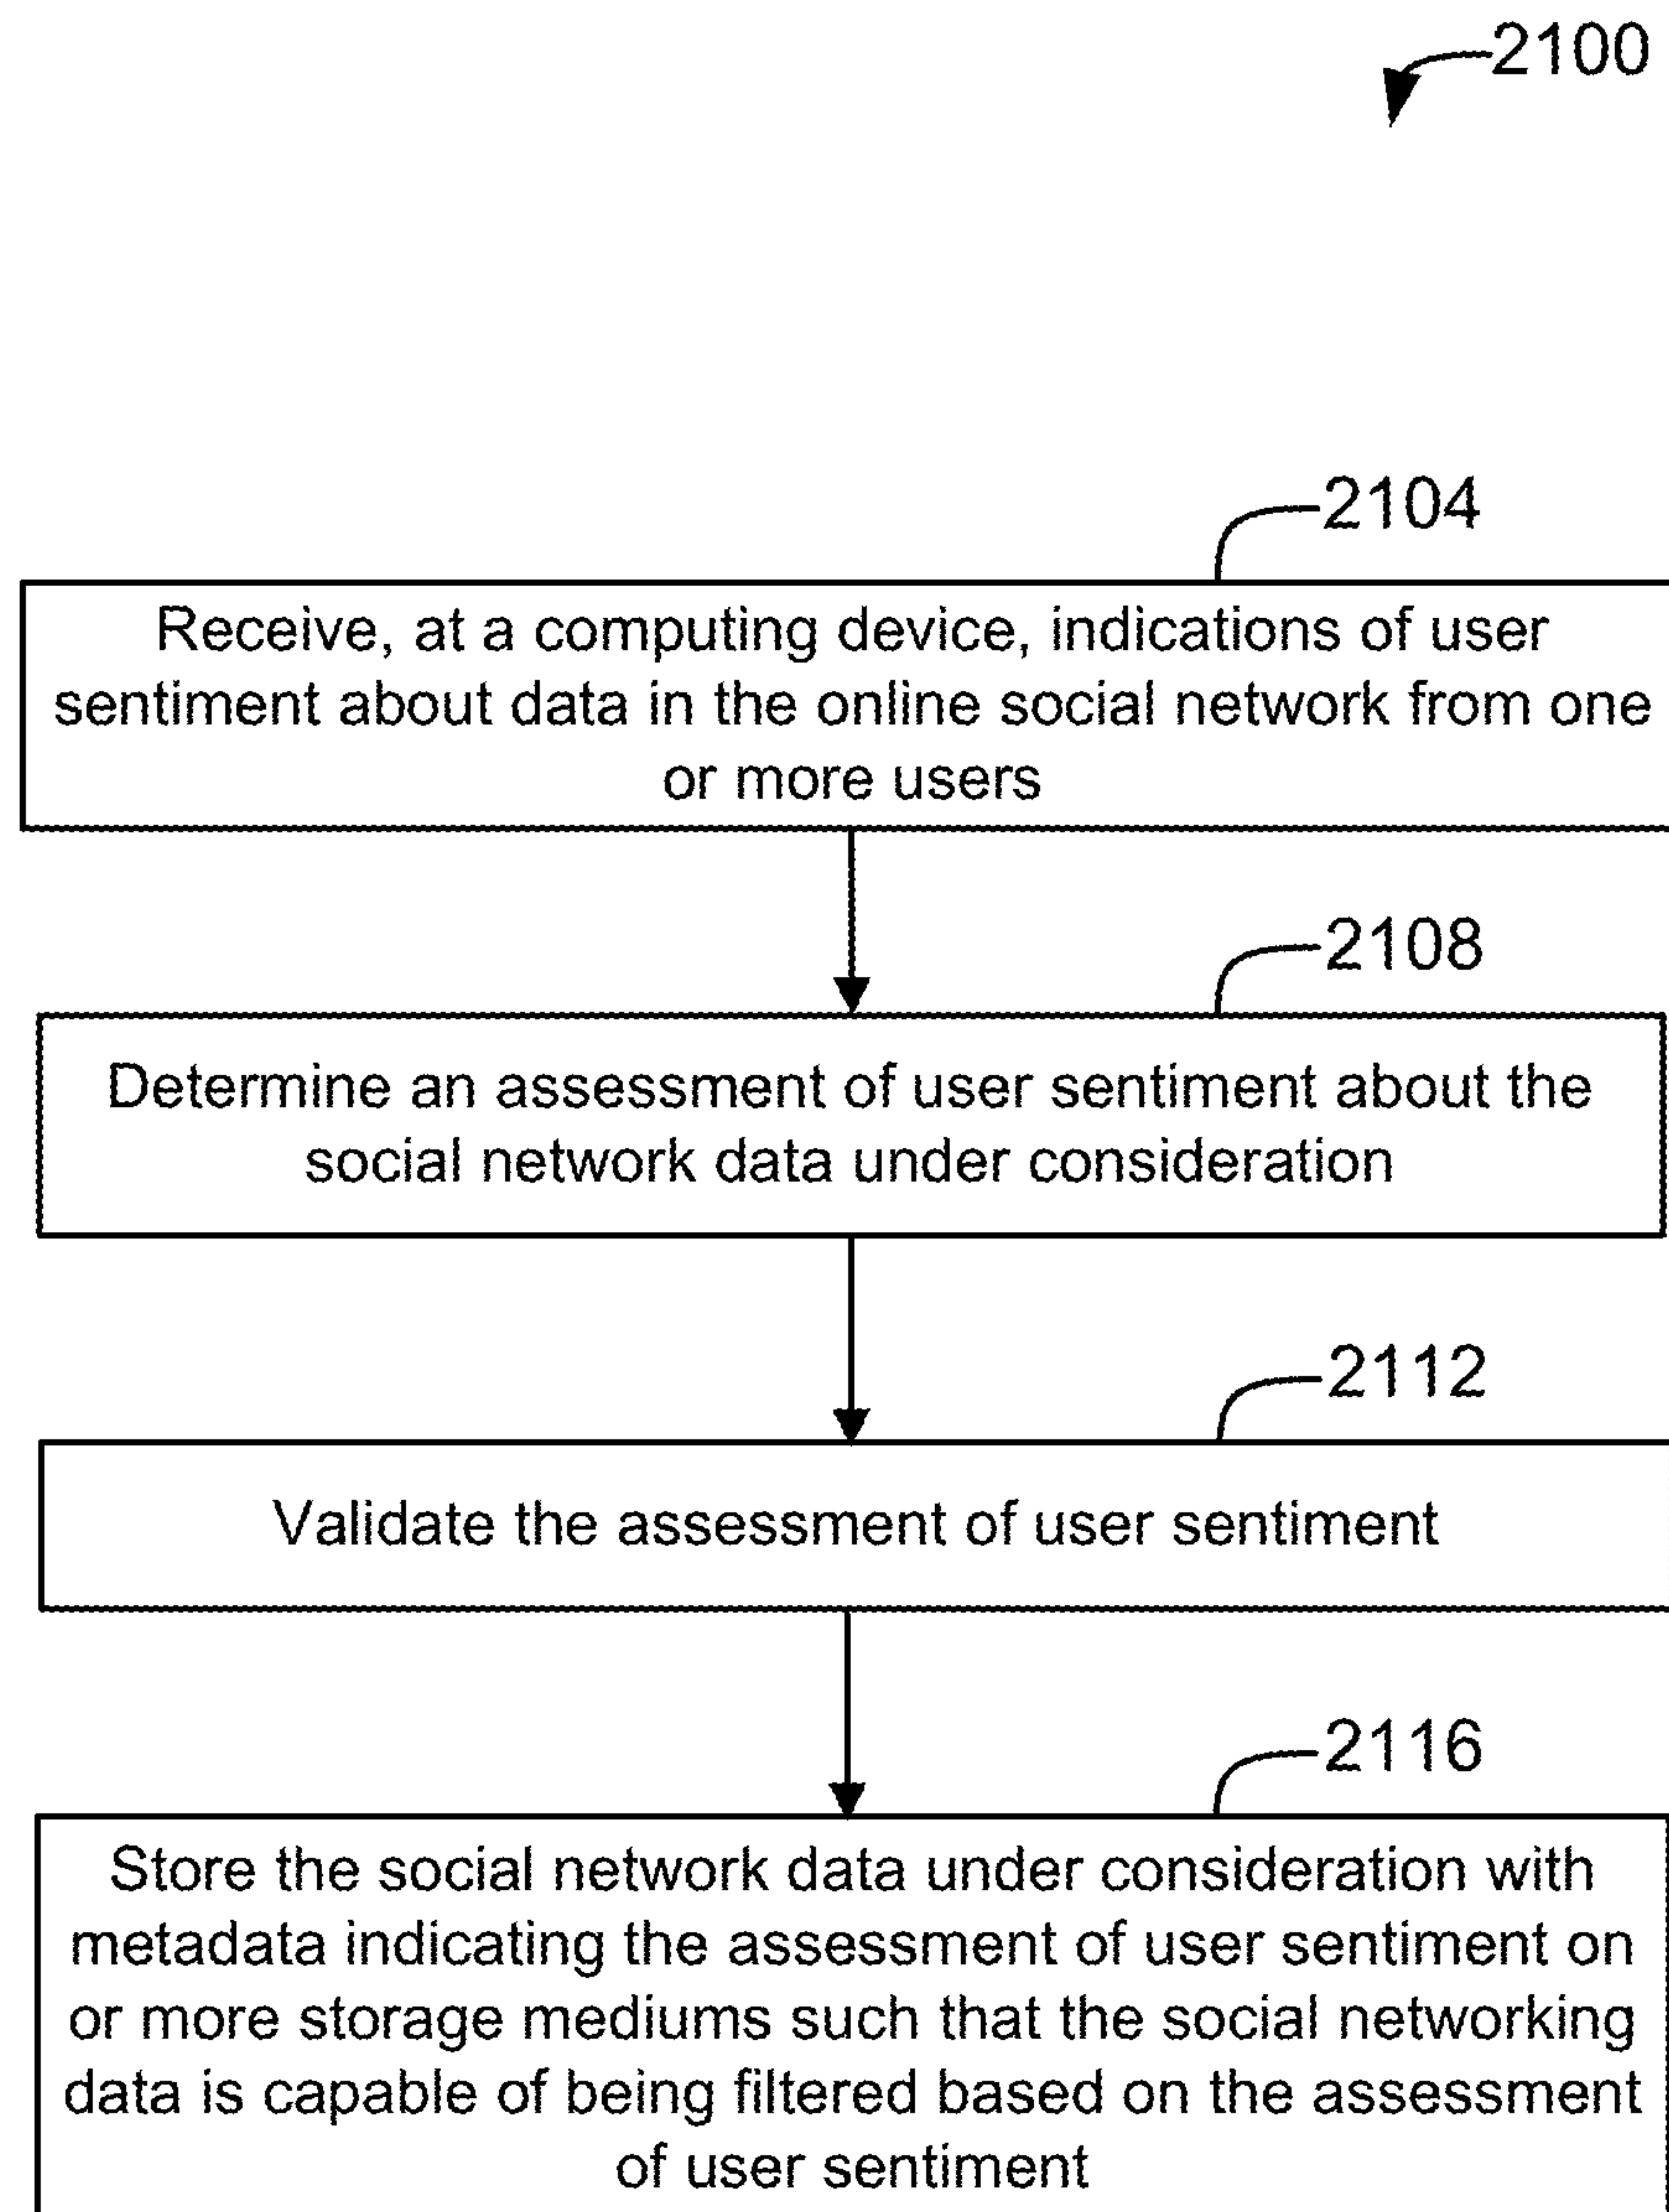 2100
2104
Receive, at a computing device, indications of user
sentiment about data in the online social network from one
or more users
2108
Determine an assessment of user sentiment about the
social network data under consideration
2112
Validate the assessment of user sentiment
2116
Store the social network data under consideration with
metadata indicating the assessment of user sentiment on
or more storage mediums such that the social networking
data is capable of being filtered based on the assessment
of user sentiment